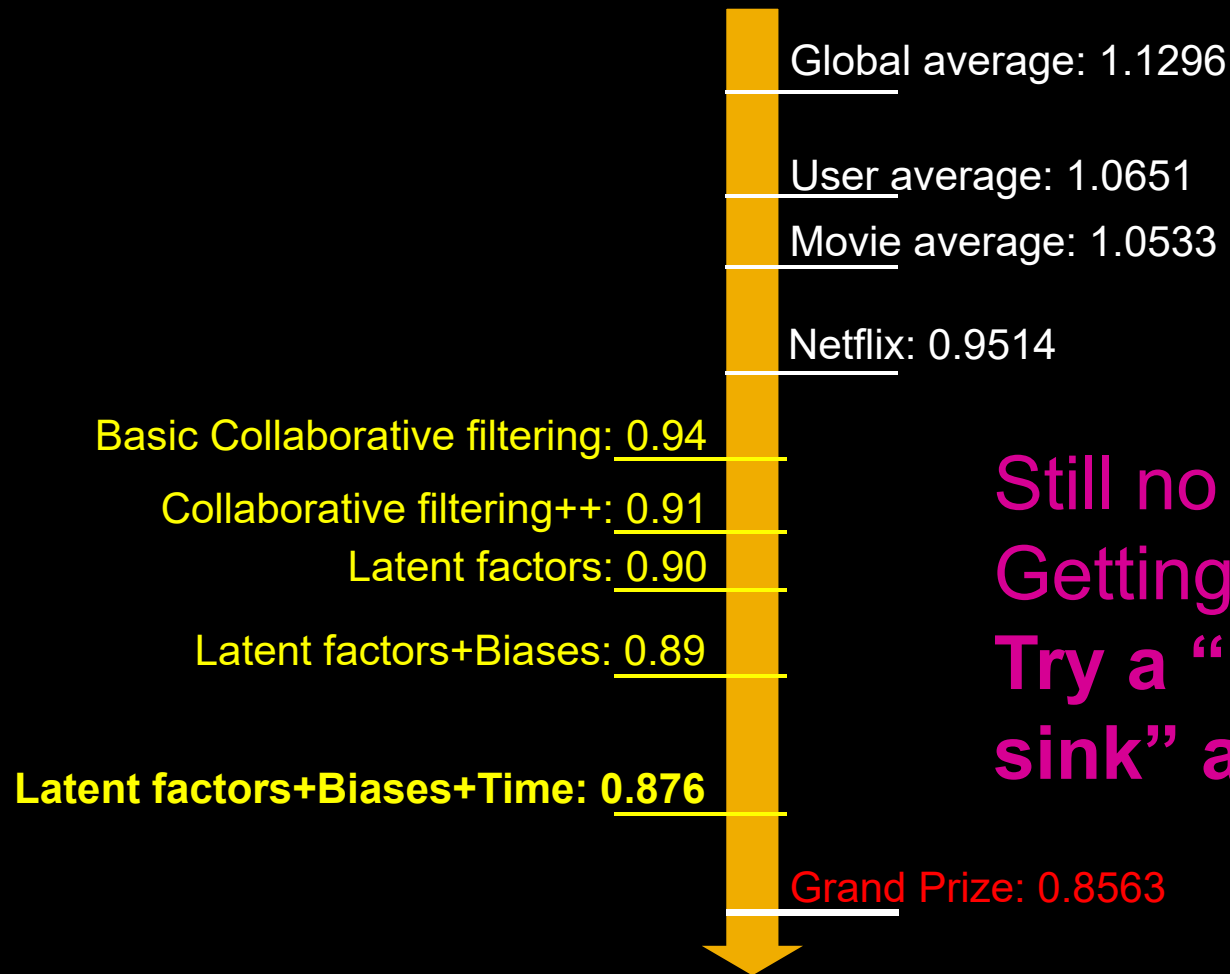 Global average: 1.1296
User average: 1.0651
Movie average: 1.0533
Netflix: 0.9514
Basic Collaborative filtering: 0.94
Collaborative filtering++: 0.91
Latent factors: 0.90
Latent factors+Biases: 0.89
Latent factors+Biases+Time: 0.876
Grand Prize: 0.8563
Still no
Getting
Try a “
sink” a